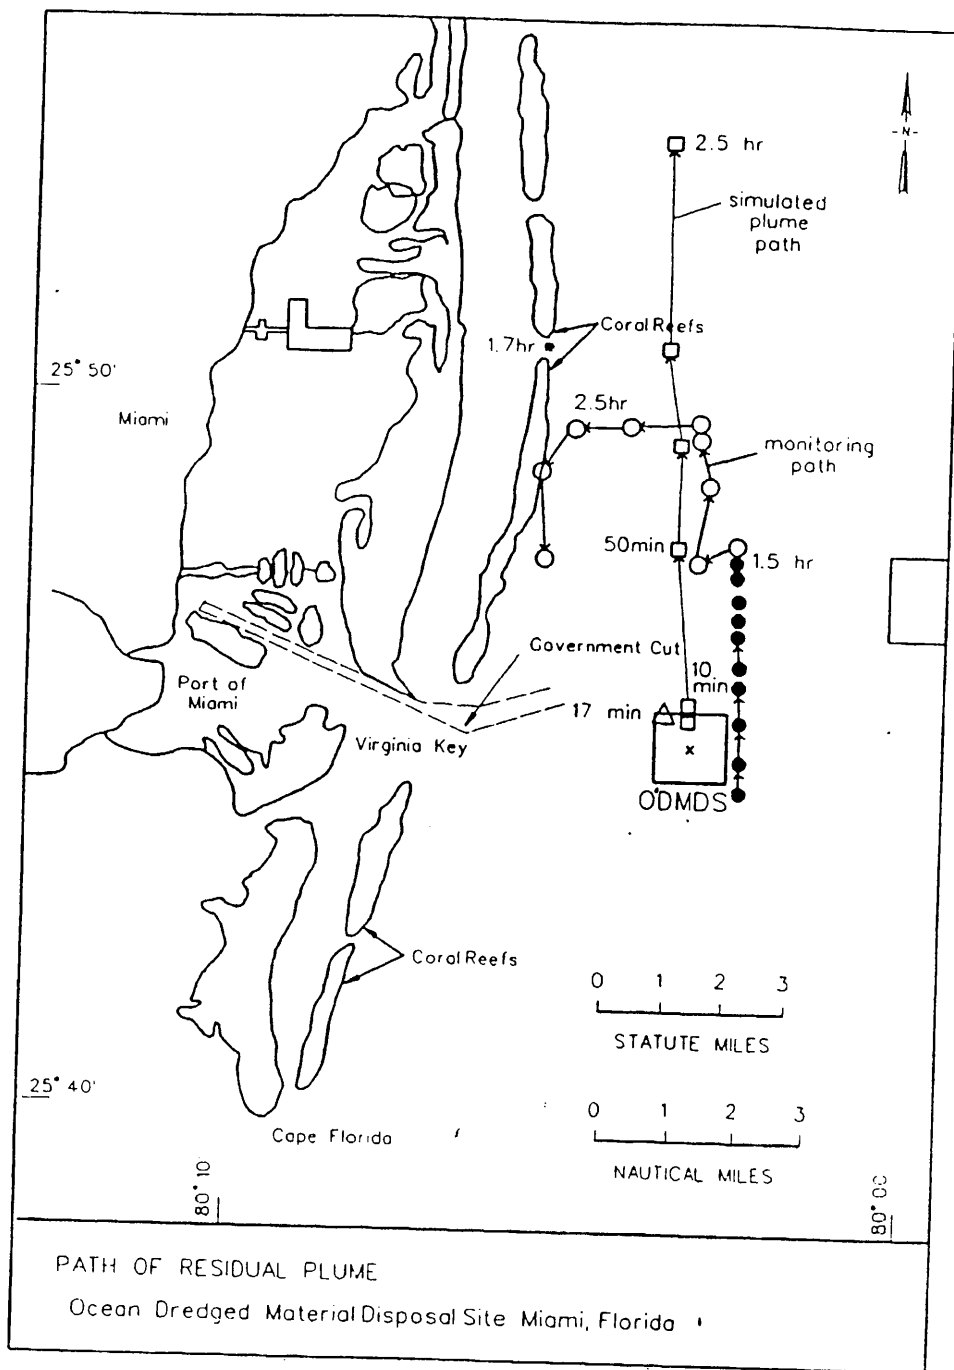 -N-
2.5 hr
simulated
plume
path
Coral Reefs
1.7hr
25° 50'
Miami
2.5hr
monitoring
path
50min
1.5 hr
Government Cut
10
min
Port of
Miami
17 min
Virginia Key
x
ODMDS
Coral Reefs
0 1 2 3
STATUTE MILES
25° 40'
0 1 2 3
NAUTICAL MILES
Cape Florida
80° 10'
80° 00'
PATH OF RESIDUAL PLUME
Ocean Dredged Material Disposal Site Miami, Florida